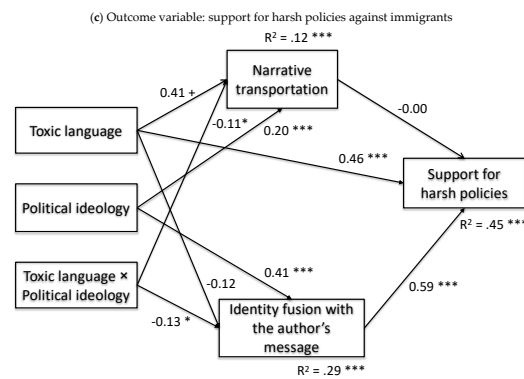 (c) Outcome variable: support for harsh policies against immigrants
R² = .12 ***
Narrative
transportation
0.41 +
-0.11*
0.20 ***
-0.00
Toxic language
0.46 ***
Support for
harsh policies
Political ideology
R² = .45 ***
0.41 ***
Toxic language ×
Political ideology
-0.12
0.59 ***
-0.13 *
Identity fusion with
the author's
message
R² = .29 ***